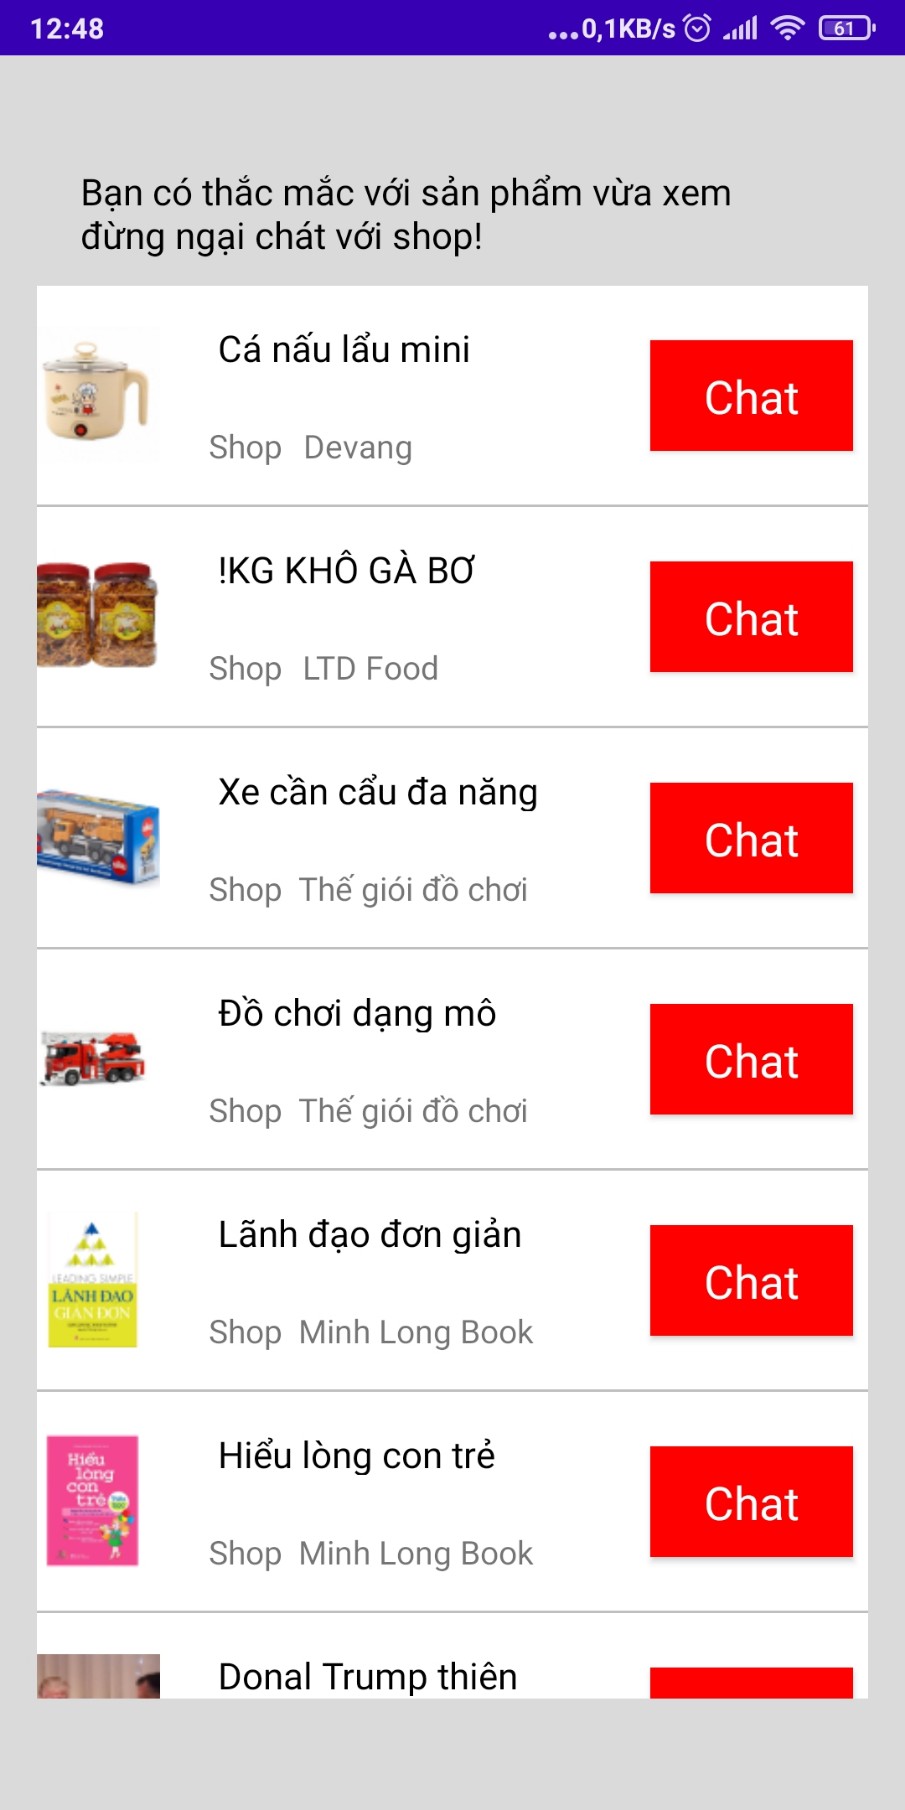 12:48
...0,1KB/s
61
Bạn có thắc mắc với sản phẩm vừa xem
đừng ngại chát với shop!
Cá nấu lẩu mini
Shop Devang
Chat
!KG KHÔ GÀ BƠ
Shop LTD Food
Chat
Xe cần cẩu đa năng
Shop Thế giói đồ chơi
Chat
Đồ chơi dạng mô
Shop Thế giói đồ chơi
Chat
LEADING SIMPLE
LÃNH ĐẠO
GIẢN ĐƠN
Lãnh đạo đơn giản
Shop Minh Long Book
Chat
Hiểu
lòng
con
trẻ
Hiểu lòng con trẻ
Shop Minh Long Book
Chat
Donal Trump thiên